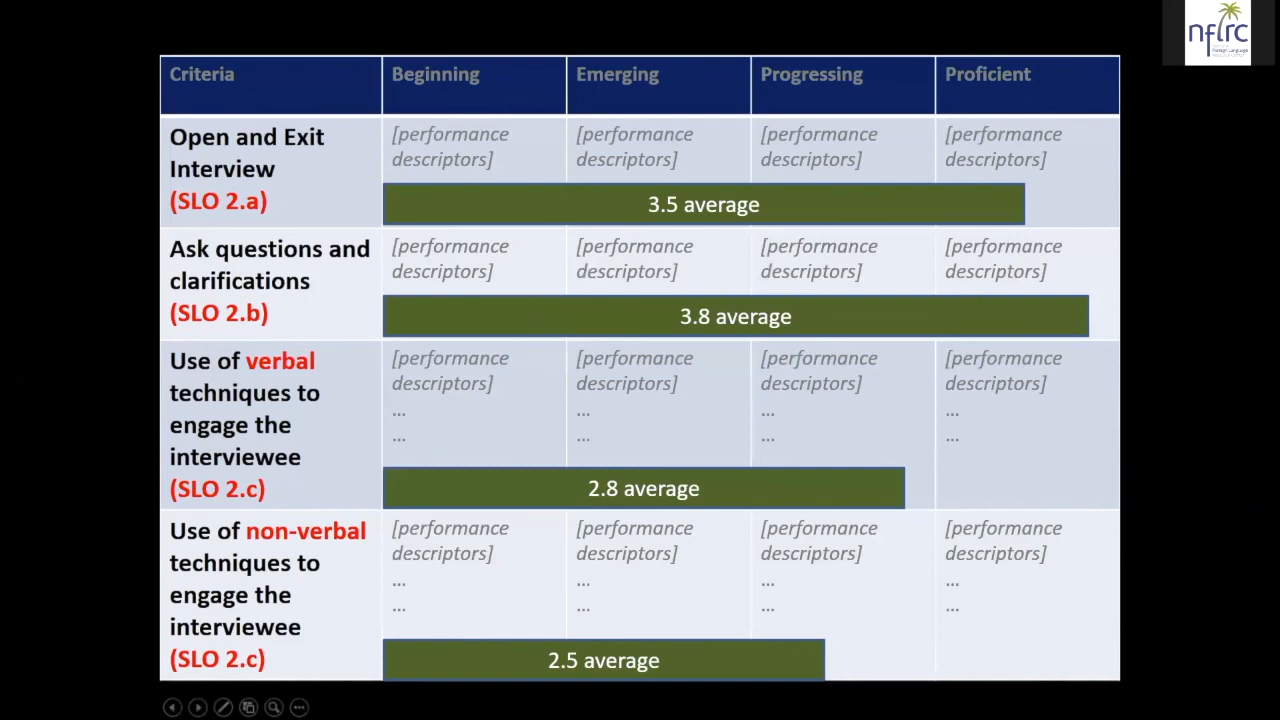 nflrc
Criteria
Beginning
Emerging
Progressing
Proficient
Open and Exit
Interview
(SLO 2.a)
[performance
descriptors]
[performance
descriptors]
[performance
descriptors]
[performance
descriptors]
3.5 average
Ask questions and
clarifications
(SLO 2.b)
[performance
descriptors]
[performance
descriptors]
[performance
descriptors]
[performance
descriptors]
3.8 average
Use of verbal
techniques to
engage the
interviewee
(SLO 2.c)
[performance
descriptors]
...
...
[performance
descriptors]
...
...
[performance
descriptors]
...
...
[performance
descriptors]
...
...
2.8 average
Use of non-verbal
techniques to
engage the
interviewee
(SLO 2.c)
[performance
descriptors]
...
...
[performance
descriptors]
...
...
[performance
descriptors]
...
...
[performance
descriptors]
...
...
2.5 average